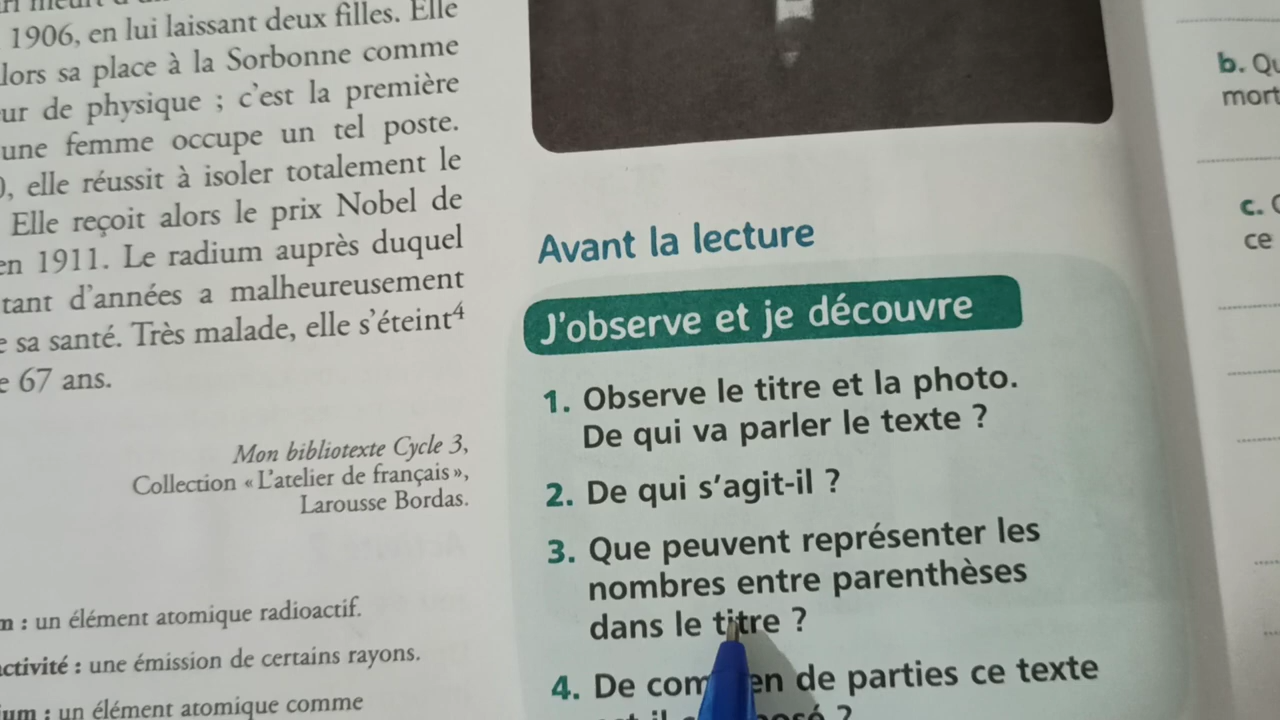 1906, en lui laissant deux filles. Elle
lors sa place à la Sorbonne comme
ur de physique ; c'est la première
une femme occupe un tel poste.
), elle réussit à isoler totalement le
Elle reçoit alors le prix Nobel de
en 1911. Le radium auprès duquel
tant d'années a malheureusement
e sa santé. Très malade, elle s'éteint⁴
e 67 ans.
Mon bibliotexte Cycle 3,
Collection « L'atelier de français »,
Larousse Bordas.
m : un élément atomique radioactif.
activité : une émission de certains rayons.
ium : un élément atomique comme
Avant la lecture
J'observe et je découvre
1. Observe le titre et la photo.
De qui va parler le texte ?
2. De qui s'agit-il ?
3. Que peuvent représenter les
nombres entre parenthèses
dans le titre ?
4. De com en de parties ce texte
b. Qu
mort
c.
ce